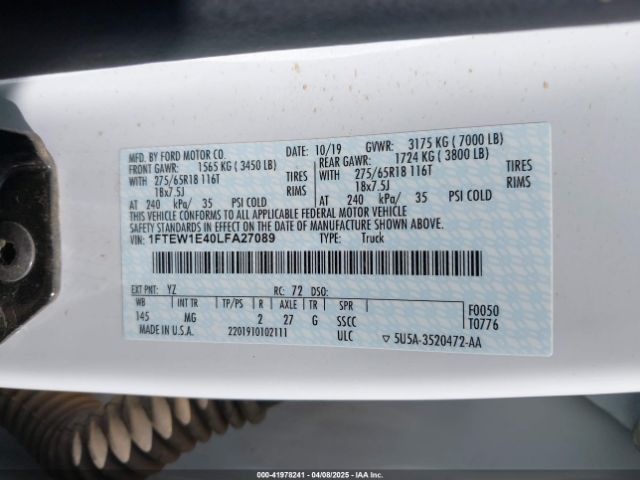 MFD. BY FORD MOTOR CO. DATE: 10/19 GVWR: 3175 KG ( 7000 LB)
FRONT GAWR: 1565 KG ( 3450 LB) REAR GAWR: 1724 KG ( 3800 LB)
WITH 275/65R18 116T TIRES WITH 275/65R18 116T TIRES
18x7.5J RIMS 18x7.5J RIMS
AT 240 kPa/ 35 PSI COLD AT 240 kPa/ 35 PSI COLD
THIS VEHICLE CONFORMS TO ALL APPLICABLE FEDERAL MOTOR VEHICLE
SAFETY STANDARDS IN EFFECT ON THE DATE OF MANUFACTURE SHOWN ABOVE.
VIN: 1FTEW1E40LFA27089 TYPE: Truck
EXT PNT: YZ RC: 72 DSO:
WB INT TR TP/PS R AXLE TR SPR F0050
145 MG 2 27 G SSCC T0776
MADE IN U.S.A. 2201910102111 ULC ▽ 5U5A-3520472-AA
000-41978241 - 04/08/2025 - IAA Inc.